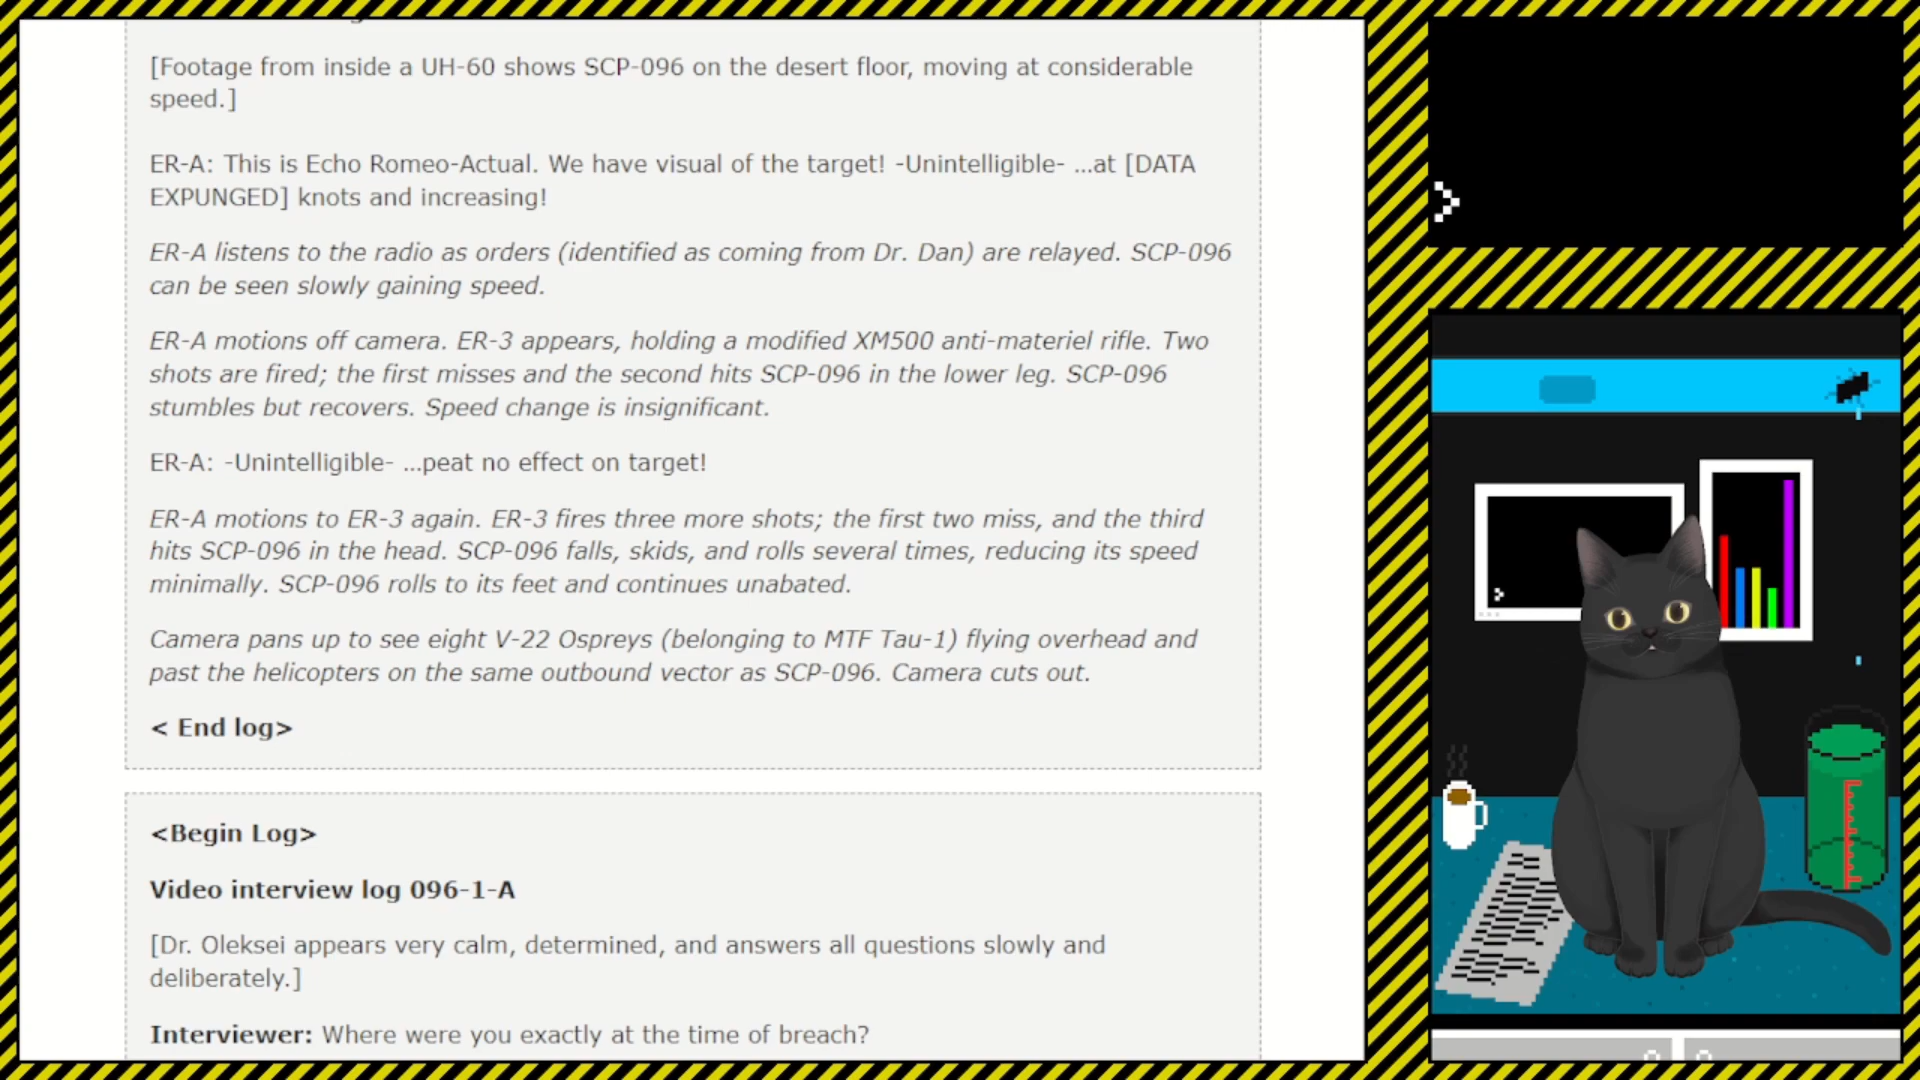 [Footage from inside a UH-60 shows SCP-096 on the desert floor, moving at considerable
speed.]
ER-A: This is Echo Romeo-Actual. We have visual of the target! -Unintelligible- ...at [DATA
EXPUNGED] knots and increasing!
ER-A listens to the radio as orders (identified as coming from Dr. Dan) are relayed. SCP-096
can be seen slowly gaining speed.
ER-A motions off camera. ER-3 appears, holding a modified XM500 anti-materiel rifle. Two
shots are fired; the first misses and the second hits SCP-096 in the lower leg. SCP-096
stumbles but recovers. Speed change is insignificant.
ER-A: -Unintelligible- ...peat no effect on target!
ER-A motions to ER-3 again. ER-3 fires three more shots; the first two miss, and the third
hits SCP-096 in the head. SCP-096 falls, skids, and rolls several times, reducing its speed
minimally. SCP-096 rolls to its feet and continues unabated.
Camera pans up to see eight V-22 Ospreys (belonging to MTF Tau-1) flying overhead and
past the helicopters on the same outbound vector as SCP-096. Camera cuts out.
< End log>
<Begin Log>
Video interview log 096-1-A
[Dr. Oleksei appears very calm, determined, and answers all questions slowly and
deliberately.]
Interviewer: Where were you exactly at the time of breach?
>
>